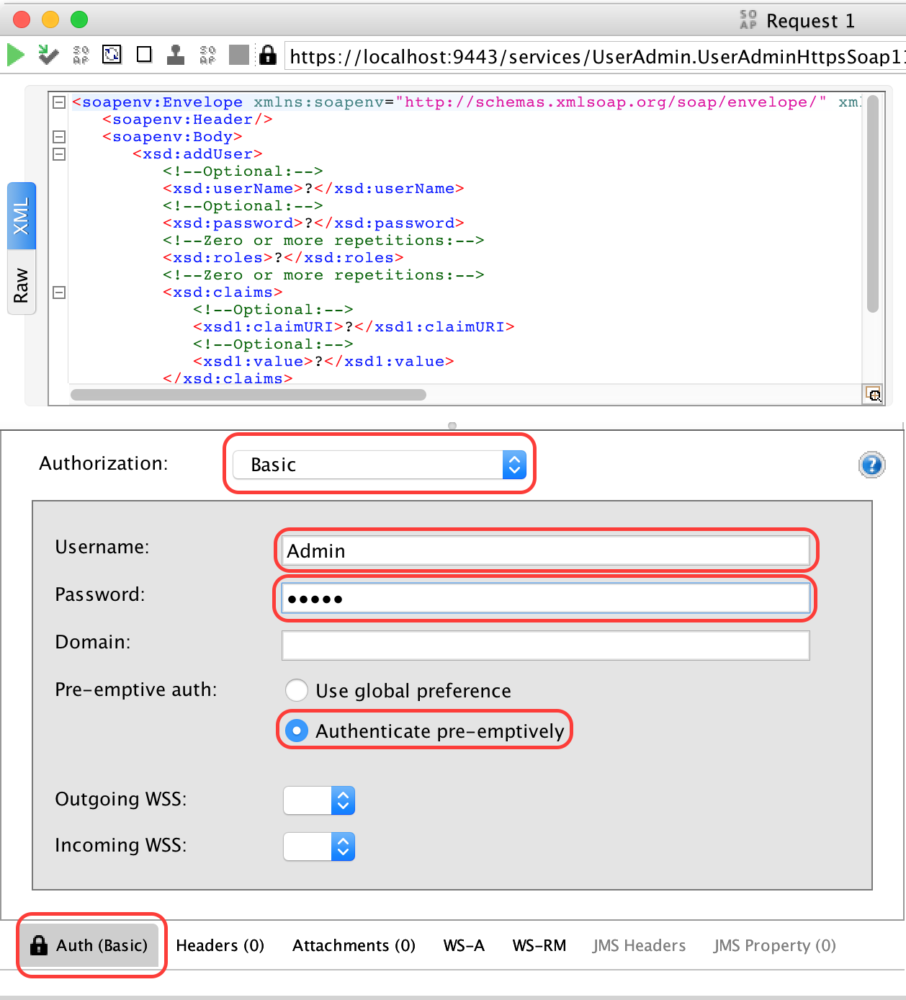 SO
AP Request 1
https://localhost:9443/services/UserAdmin.UserAdminHttpsSoap11
<soapenv:Envelope xmlns:soapenv="http://schemas.xmlsoap.org/soap/envelope/" xml
<soapenv:Header/>
<soapenv:Body>
<xsd:addUser>
<!--Optional:-->
<xsd:userName>?</xsd:userName>
<!--Optional:-->
<xsd:password>?</xsd:password>
<!--Zero or more repetitions:-->
<xsd:roles>?</xsd:roles>
<!--Zero or more repetitions:-->
<xsd:claims>
<!--Optional:-->
<xsd1:claimURI>?</xsd1:claimURI>
<!--Optional:-->
<xsd1:value>?</xsd1:value>
</xsd:claims>
XML
Raw
Authorization: Basic
Username: Admin
Password: •••••
Domain:
Pre-emptive auth: Use global preference
Authenticate pre-emptively
Outgoing WSS:
Incoming WSS:
Auth (Basic) Headers (0) Attachments (0) WS-A WS-RM JMS Headers JMS Property (0)